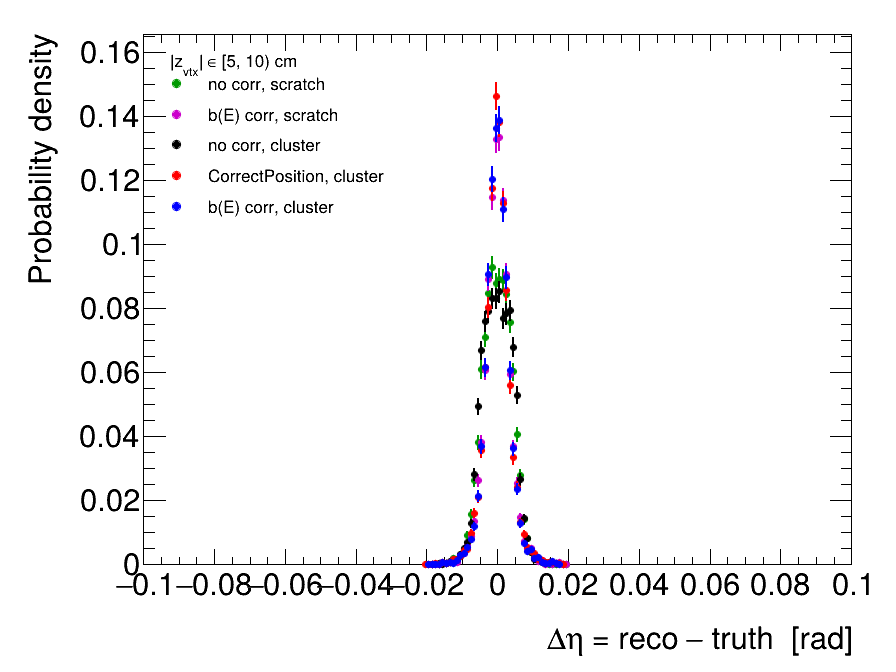 Probability density
0.16
0.14
0.12
0.1
0.08
0.06
0.04
0.02
0
|z_vtx| ∈ [5, 10) cm
no corr, scratch
b(E) corr, scratch
no corr, cluster
CorrectPosition, cluster
b(E) corr, cluster
−0.1 −0.08 −0.06 −0.04 −0.02 0 0.02 0.04 0.06 0.08 0.1
Δη = reco − truth [rad]